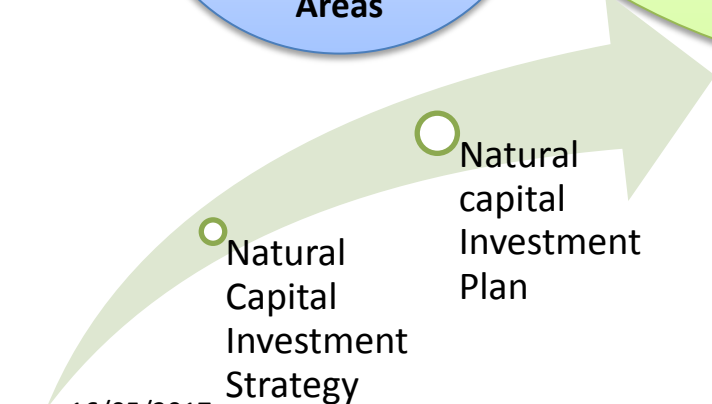 Areas
Natural
capital
Investment
Plan
Natural
Capital
Investment
Strategy